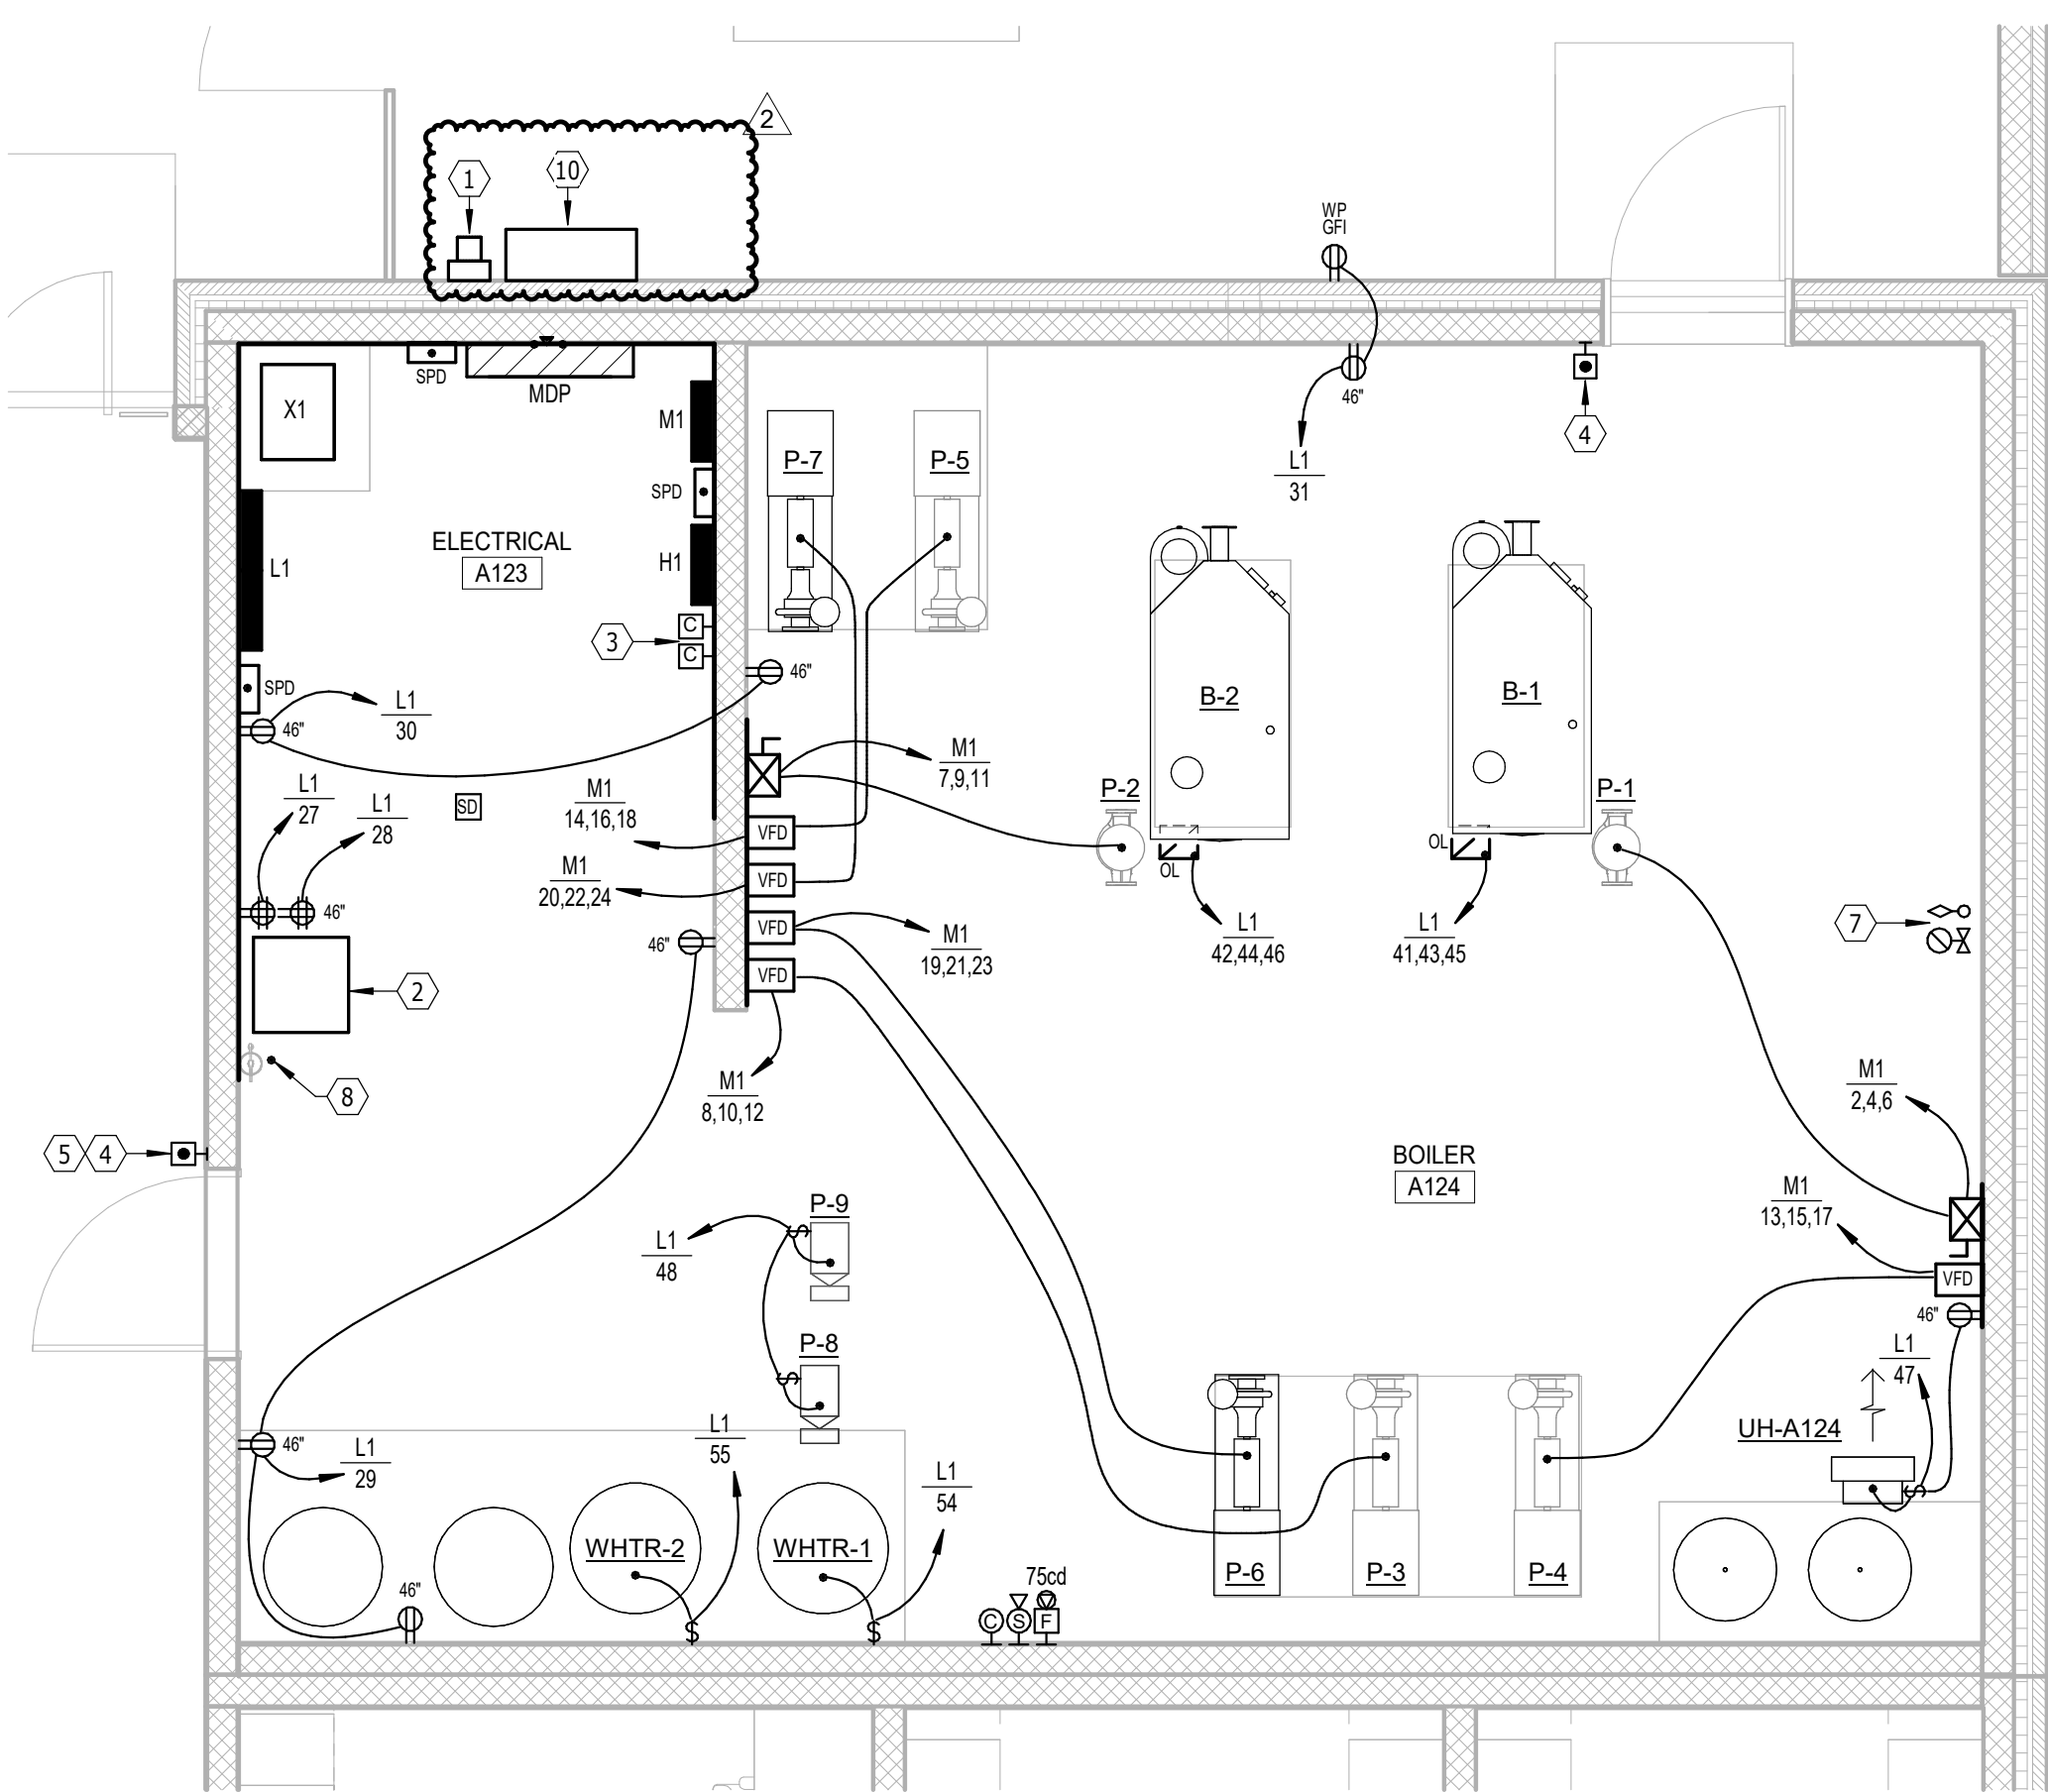 2
1
10
WP
GFI
SPD
MDP
X1
M1
46"
4
P-7
P-5
L1
31
SPD
ELECTRICAL
A123
H1
L1
C
C
3
46"
SPD
46"
L1
30
B-2
B-1
M1
7,9,11
L1
27
L1
28
SD
M1
14,16,18
VFD
P-2
P-1
OL
OL
M1
20,22,24
VFD
46"
46"
VFD
M1
19,21,23
L1
42,44,46
L1
41,43,45
7
2
VFD
8
M1
8,10,12
M1
2,4,6
5
4
BOILER
A124
M1
13,15,17
P-9
L1
48
VFD
46"
P-8
L1
47
UH-A124
46"
L1
29
L1
55
L1
54
WHTR-2
WHTR-1
46"
75cd
C
S
F
P-6
P-3
P-4